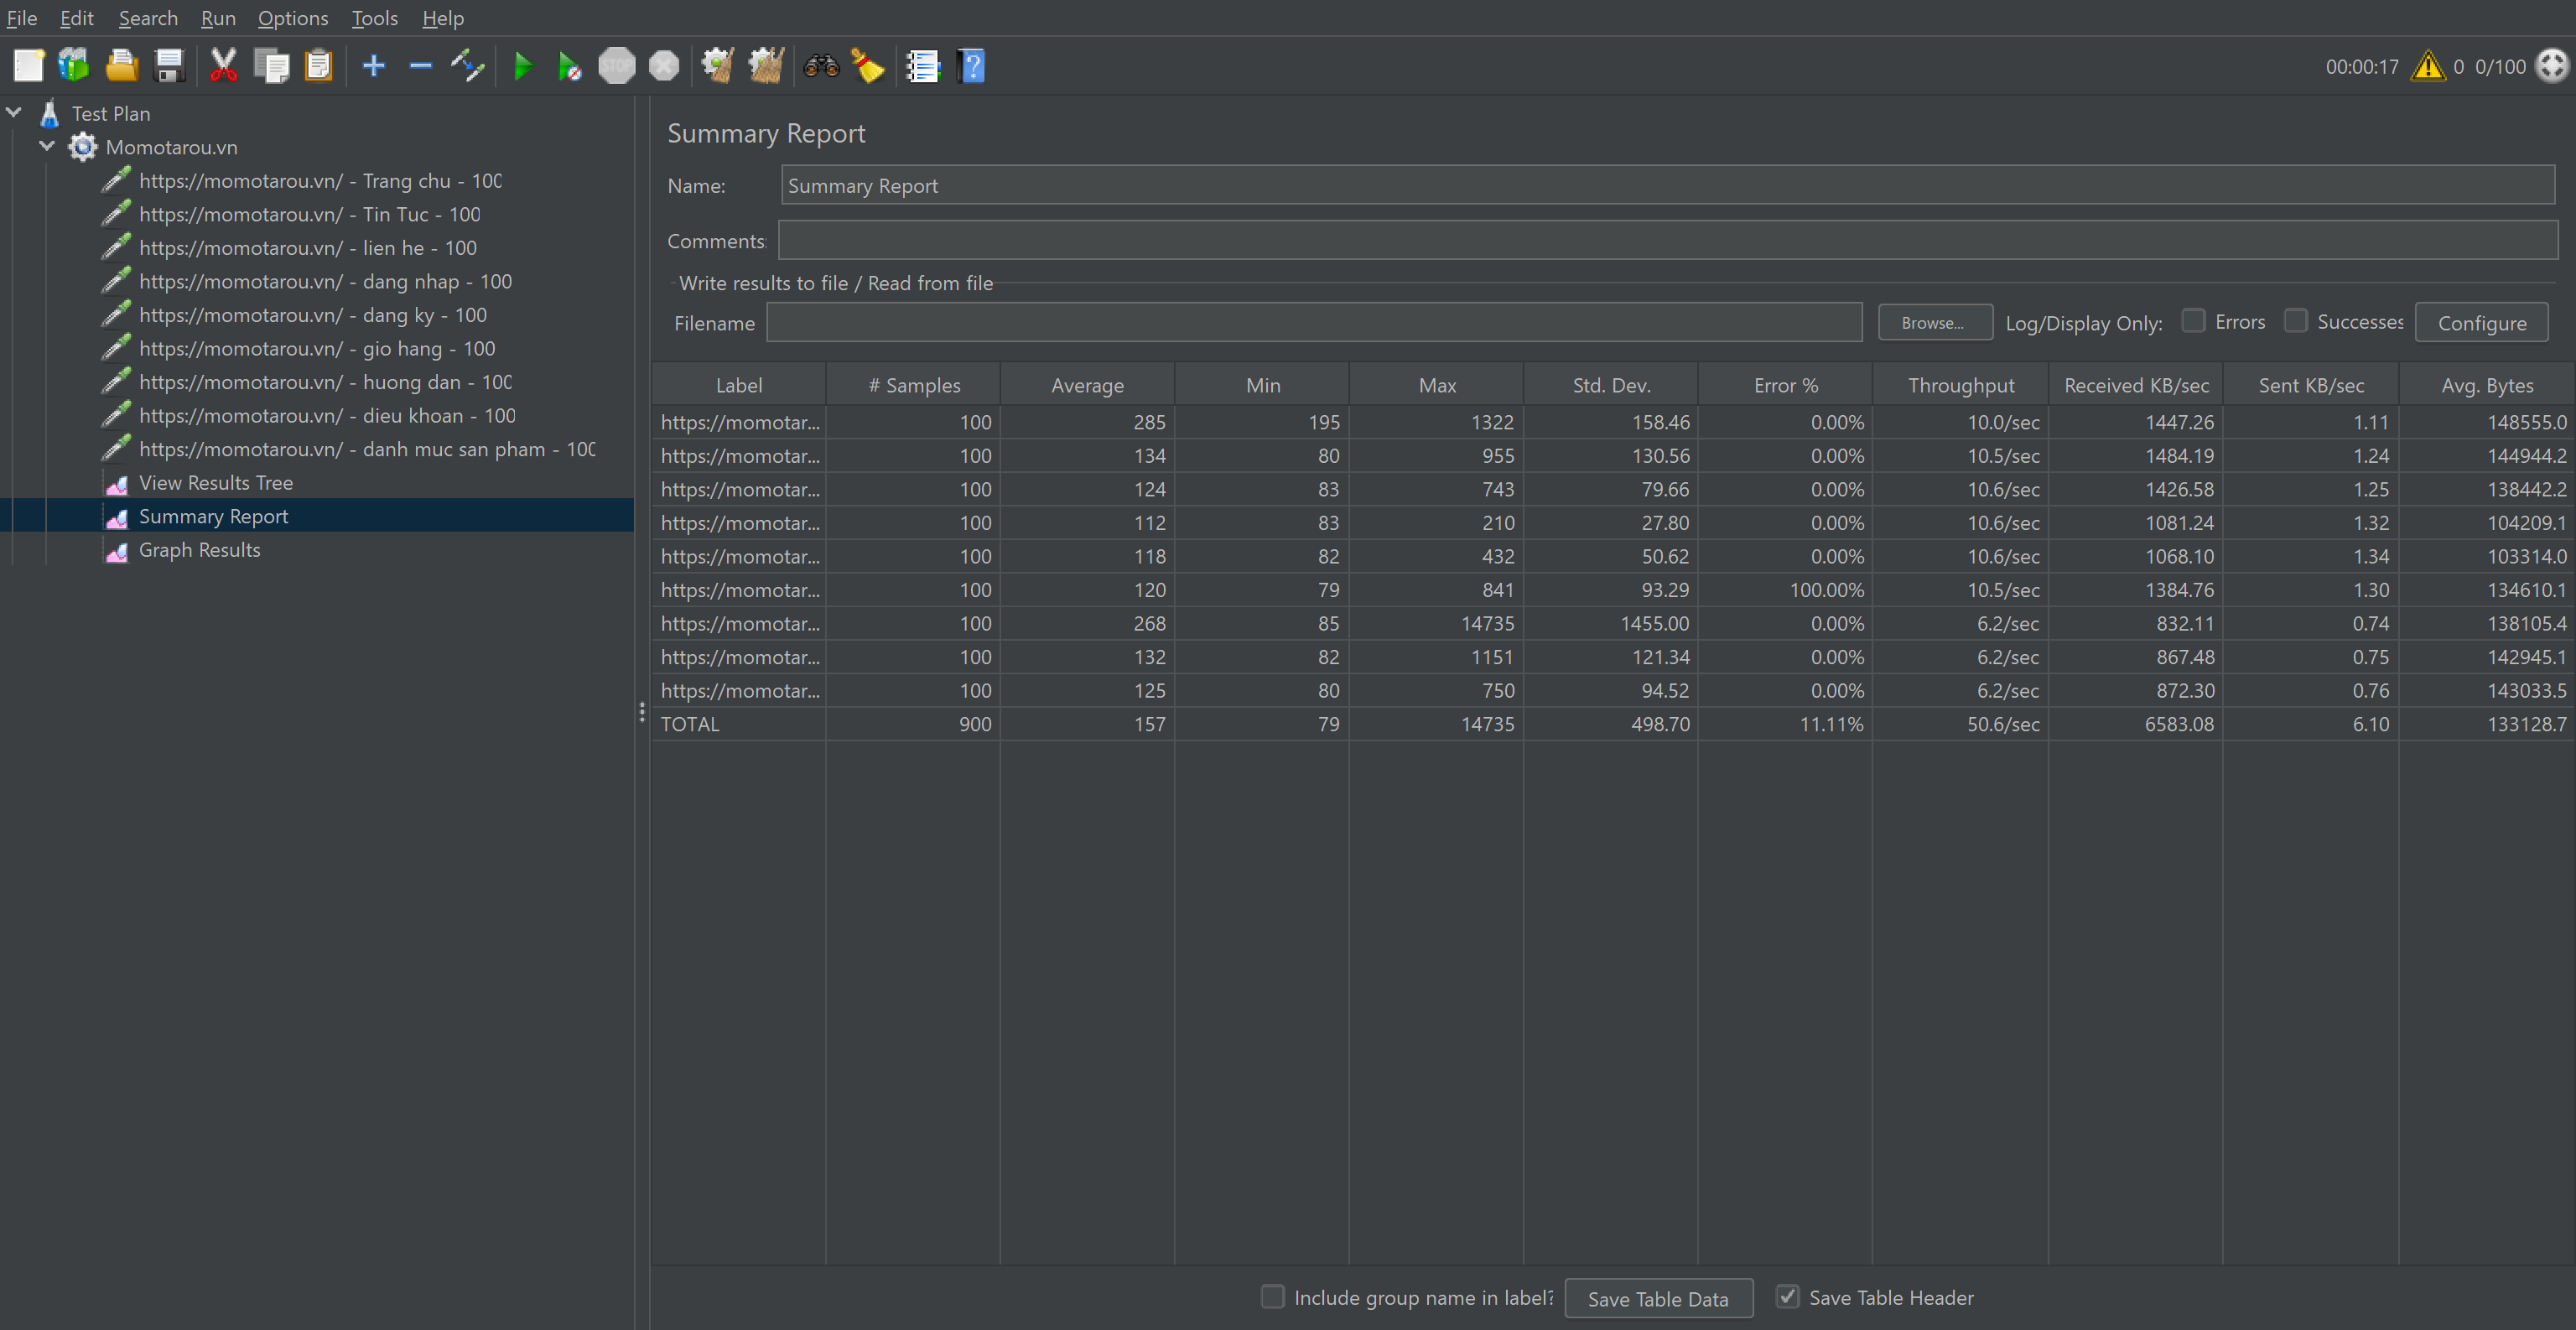 File Edit Search Run Options Tools Help
STOP
00:00:17 0 0/100
Test Plan
Momotarou.vn
https://momotarou.vn/ - Trang chu - 100
https://momotarou.vn/ - Tin Tuc - 100
https://momotarou.vn/ - lien he - 100
https://momotarou.vn/ - dang nhap - 100
https://momotarou.vn/ - dang ky - 100
https://momotarou.vn/ - gio hang - 100
https://momotarou.vn/ - huong dan - 100
https://momotarou.vn/ - dieu khoan - 100
https://momotarou.vn/ - danh muc san pham - 100
View Results Tree
Summary Report
Graph Results
Summary Report
Name: Summary Report
Comments:
Write results to file / Read from file
Filename Browse... Log/Display Only: Errors Successes Configure
Label # Samples Average Min Max Std. Dev. Error % Throughput Received KB/sec Sent KB/sec Avg. Bytes
https://momotar... 100 285 195 1322 158.46 0.00% 10.0/sec 1447.26 1.11 148555.0
https://momotar... 100 134 80 955 130.56 0.00% 10.5/sec 1484.19 1.24 144944.2
https://momotar... 100 124 83 743 79.66 0.00% 10.6/sec 1426.58 1.25 138442.2
https://momotar... 100 112 83 210 27.80 0.00% 10.6/sec 1081.24 1.32 104209.1
https://momotar... 100 118 82 432 50.62 0.00% 10.6/sec 1068.10 1.34 103314.0
https://momotar... 100 120 79 841 93.29 100.00% 10.5/sec 1384.76 1.30 134610.1
https://momotar... 100 268 85 14735 1455.00 0.00% 6.2/sec 832.11 0.74 138105.4
https://momotar... 100 132 82 1151 121.34 0.00% 6.2/sec 867.48 0.75 142945.1
https://momotar... 100 125 80 750 94.52 0.00% 6.2/sec 872.30 0.76 143033.5
TOTAL 900 157 79 14735 498.70 11.11% 50.6/sec 6583.08 6.10 133128.7
Include group name in label? Save Table Data Save Table Header